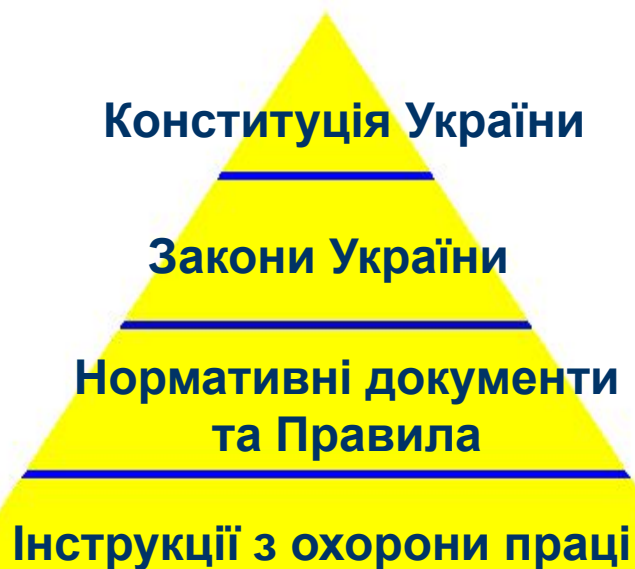 Конституція України
Закони України
Нормативні документи
та Правила
Інструкції з охорони праці